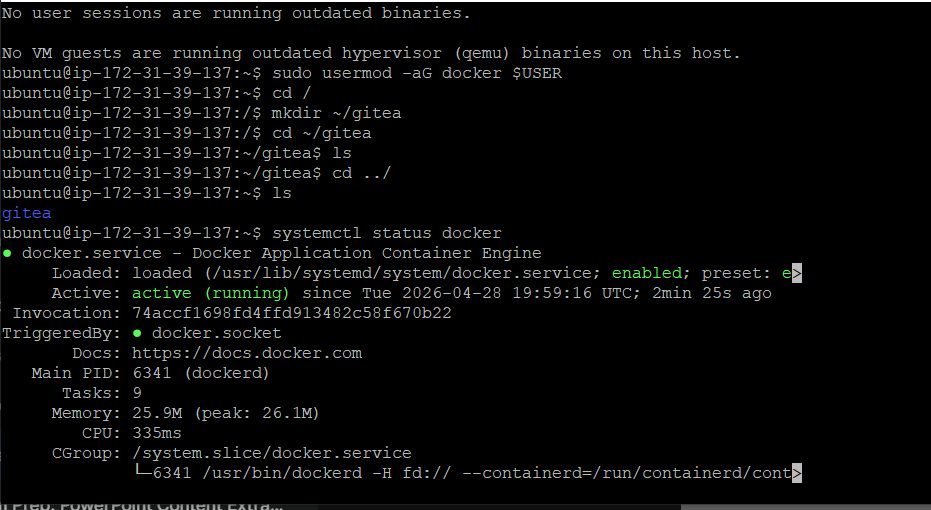 No user sessions are running outdated binaries.
No VM guests are running outdated hypervisor (qemu) binaries on this host.
ubuntu@ip-172-31-39-137:~$ sudo usermod -aG docker $USER
ubuntu@ip-172-31-39-137:~$ cd /
ubuntu@ip-172-31-39-137:/$ mkdir ~/gitea
ubuntu@ip-172-31-39-137:/$ cd ~/gitea
ubuntu@ip-172-31-39-137:~/gitea$ ls
ubuntu@ip-172-31-39-137:~/gitea$ cd ../
ubuntu@ip-172-31-39-137:~$ ls
gitea
ubuntu@ip-172-31-39-137:~$ systemctl status docker
● docker.service - Docker Application Container Engine
Loaded: loaded (/usr/lib/systemd/system/docker.service; enabled; preset: e>
Active: active (running) since Tue 2026-04-28 19:59:16 UTC; 2min 25s ago
Invocation: 74accf1698fd4ffd913482c58f670b22
TriggeredBy: ● docker.socket
Docs: https://docs.docker.com
Main PID: 6341 (dockerd)
Tasks: 9
Memory: 25.9M (peak: 26.1M)
CPU: 335ms
CGroup: /system.slice/docker.service
└─6341 /usr/bin/dockerd -H fd:// --containerd=/run/containerd/cont>
Prep: PowerPoint Content Extra...